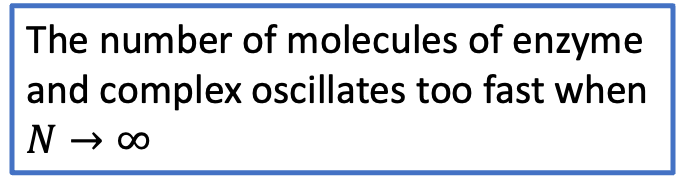 The number of molecules of enzyme
and complex oscillates too fast when
N → ∞